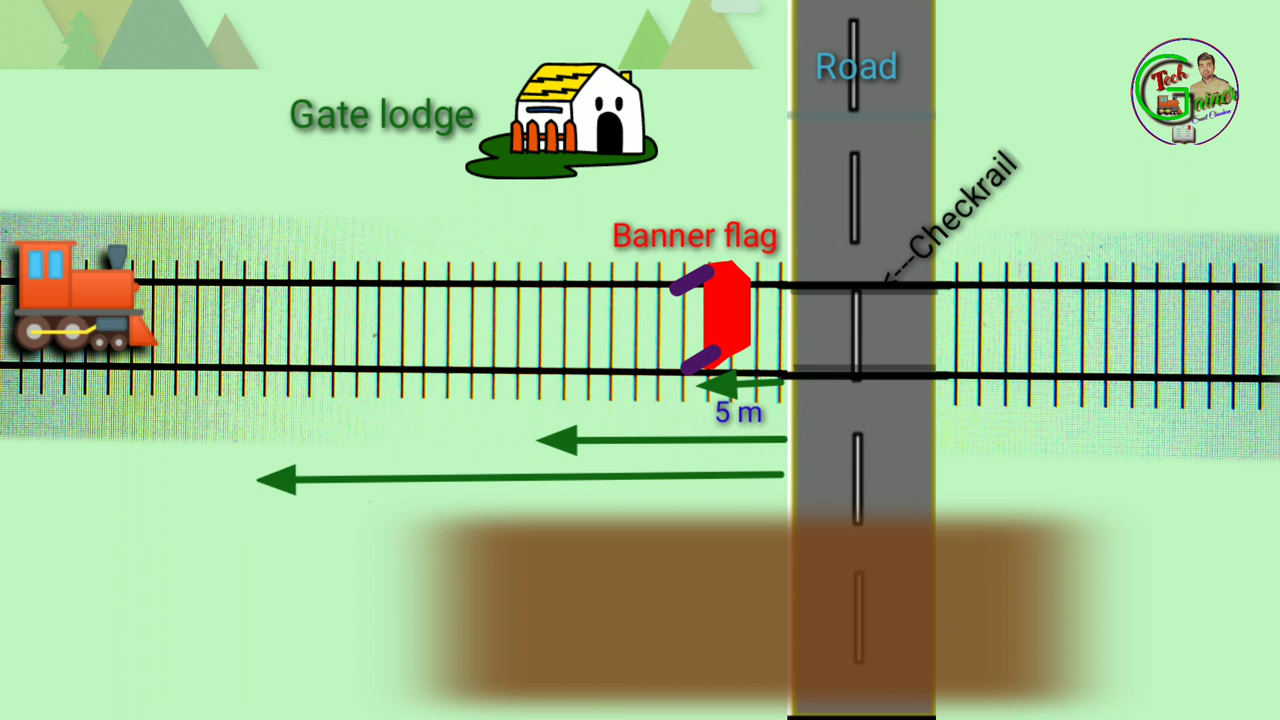 Road
Gate lodge
Tech
Gainer
<---Checkrail
Banner flag
5 m